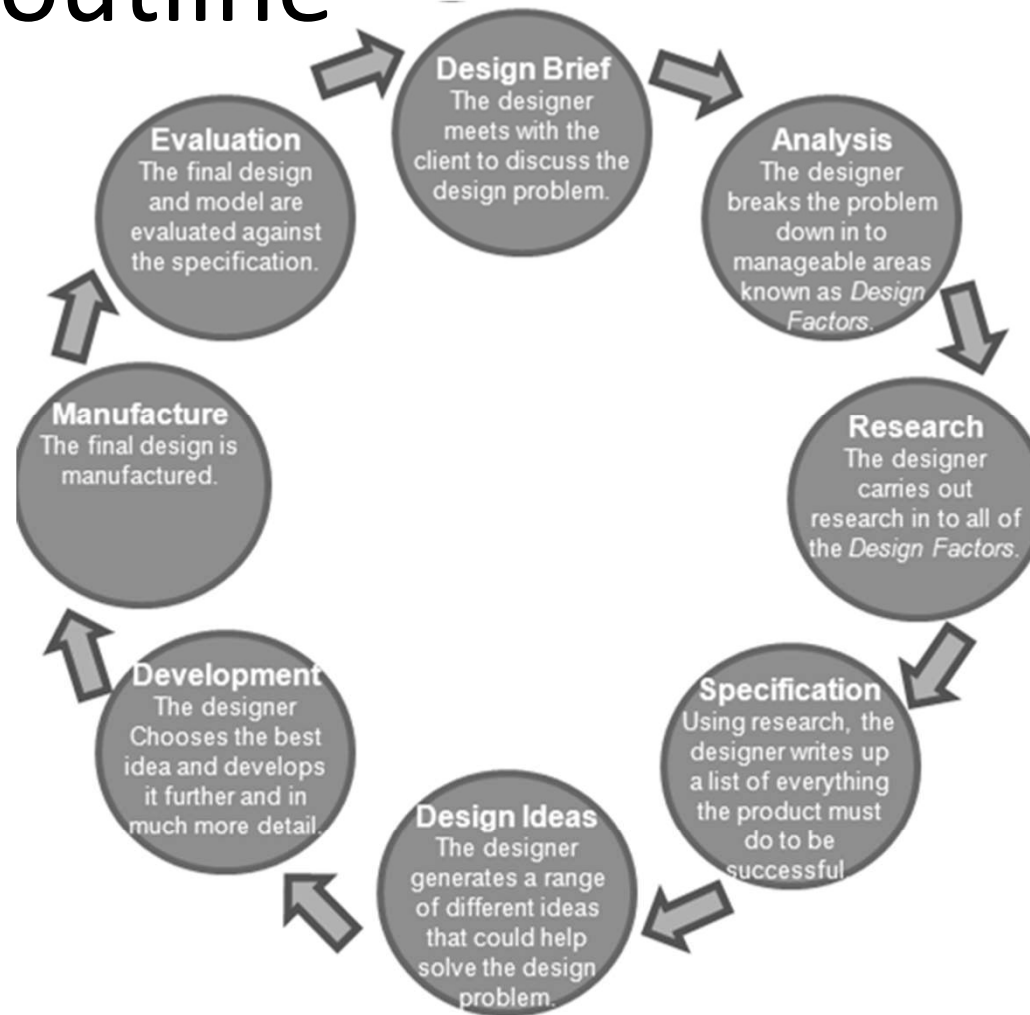 outline
Design Brief
The designer
meets with the
client to discuss the
design problem.
Analysis
The designer
breaks the problem
down in to
manageable areas
known as Design
Factors.
Research
The designer
carries out
research in to all of
the Design Factors.
Specification
Using research, the
designer writes up
a list of everything
the product must
do to be
successful.
Design Ideas
The designer
generates a range
of different ideas
that could help
solve the design
problem.
Development
The designer
Chooses the best
idea and develops
it further and in
much more detail.
Manufacture
The final design is
manufactured.
Evaluation
The final design
and model are
evaluated against
the specification.